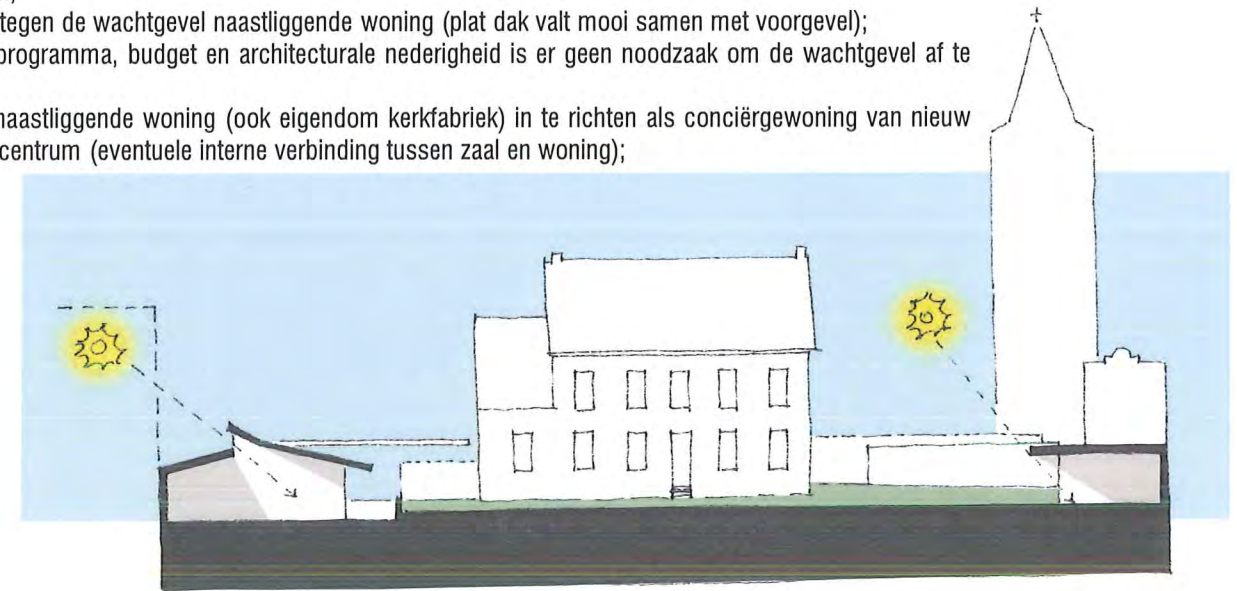 tegen de wachtgevel naastliggende woning (plat dak valt mooi samen met voorgevel);
programma, budget en architecturale nederigheid is er geen noodzaak om de wachtgevel af te
naastliggende woning (ook eigendom kerkfabriek) in te richten als conciërgewoning van nieuw
centrum (eventuele interne verbinding tussen zaal en woning);